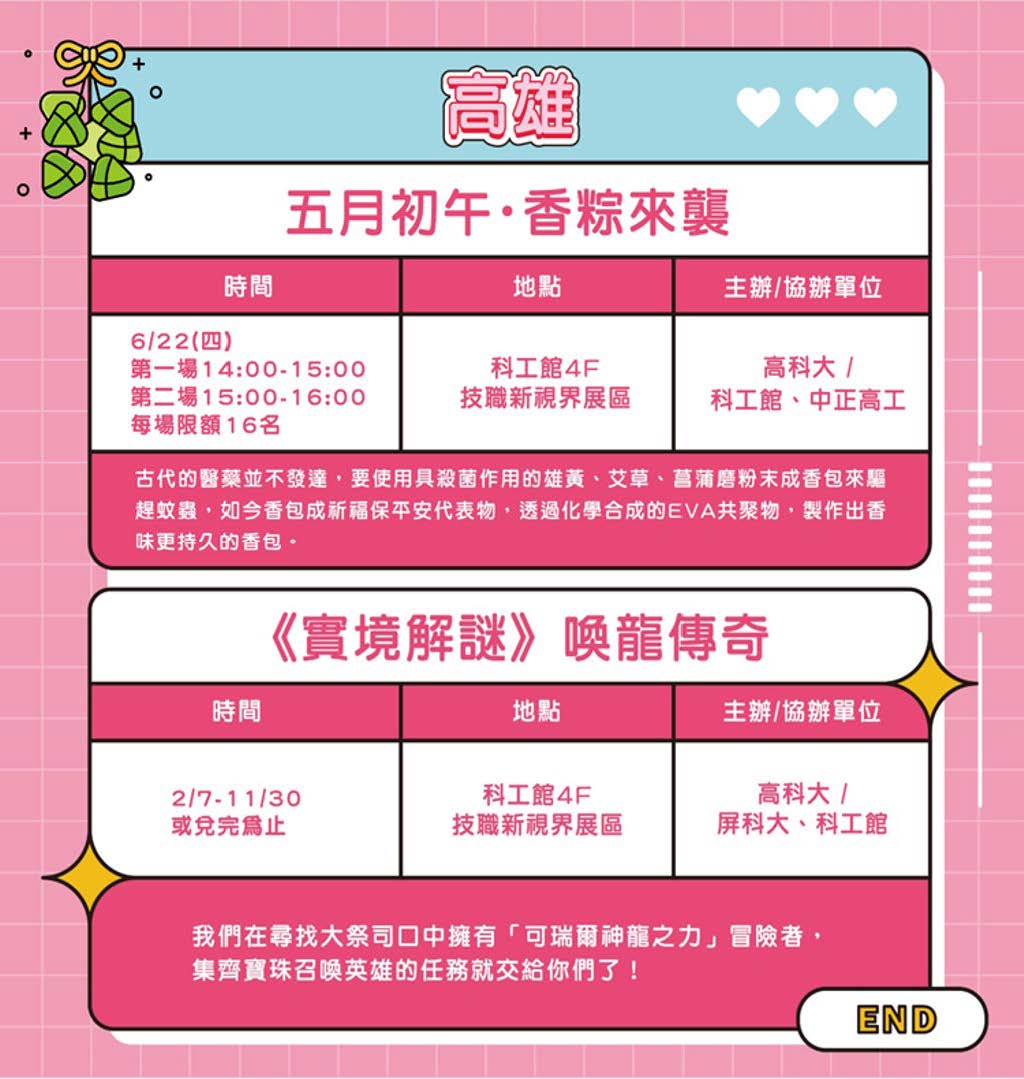 高雄
五月初午·香粽來襲
時間
地點
主辦/協辦單位
6/22(四)
第一場14:00-15:00
第二場15:00-16:00
每場限額16名
科工館4F
技職新視界展區
高科大 /
科工館、中正高工
古代的醫藥並不發達，要使用具殺菌作用的雄黃、艾草、菖蒲磨粉末成香包來驅
趕蚊蟲，如今香包成祈福保平安代表物，透過化學合成的EVA共聚物，製作出香
味更持久的香包。
《實境解謎》喚龍傳奇
時間
地點
主辦/協辦單位
2/7-11/30
或兌完為止
科工館4F
技職新視界展區
高科大 /
屏科大、科工館
我們在尋找大祭司口中擁有「可瑞爾神龍之力」冒險者，
集齊寶珠召喚英雄的任務就交給你們了！
END